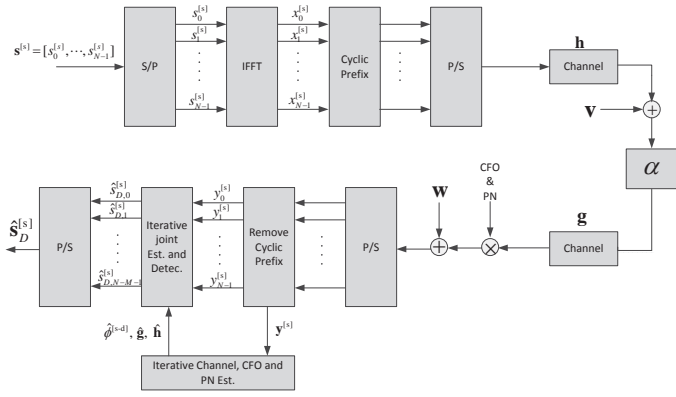 𝐬^[s] = [s_0^[s], ⋯, s_{N−1}^[s]]
S/P
s_0^[s]
s_1^[s]
s_{N−1}^[s]
IFFT
x_0^[s]
x_1^[s]
x_{N−1}^[s]
Cyclic
Prefix
P/S
𝐡
Channel
𝐯
+
α
𝐠
Channel
CFO
&
PN
×
𝐰
+
P/S
Remove
Cyclic
Prefix
y_0^[s]
y_1^[s]
y_{N−1}^[s]
Iterative
joint
Est. and
Detec.
ŝ_{D,0}^[s]
ŝ_{D,1}^[s]
ŝ_{D,N−M−1}^[s]
P/S
𝐬̂_D^[s]
ϕ̂^[s-d], 𝐠̂, 𝐡̂
𝐲^[s]
Iterative Channel, CFO and
PN Est.